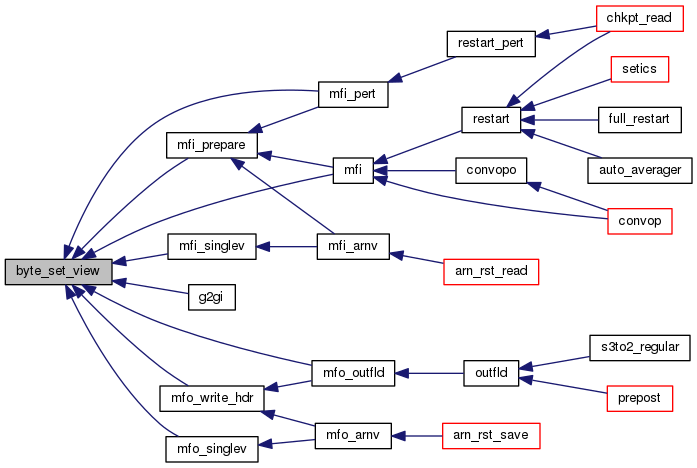 chkpt_read
restart_pert
setics
mfi_pert
restart
full_restart
mfi_prepare
mfi
convopo
auto_averager
convop
mfi_singlev
mfi_arnv
byte_set_view
arn_rst_read
g2gi
s3to2_regular
mfo_outfld
outfld
mfo_write_hdr
prepost
mfo_singlev
mfo_arnv
arn_rst_save